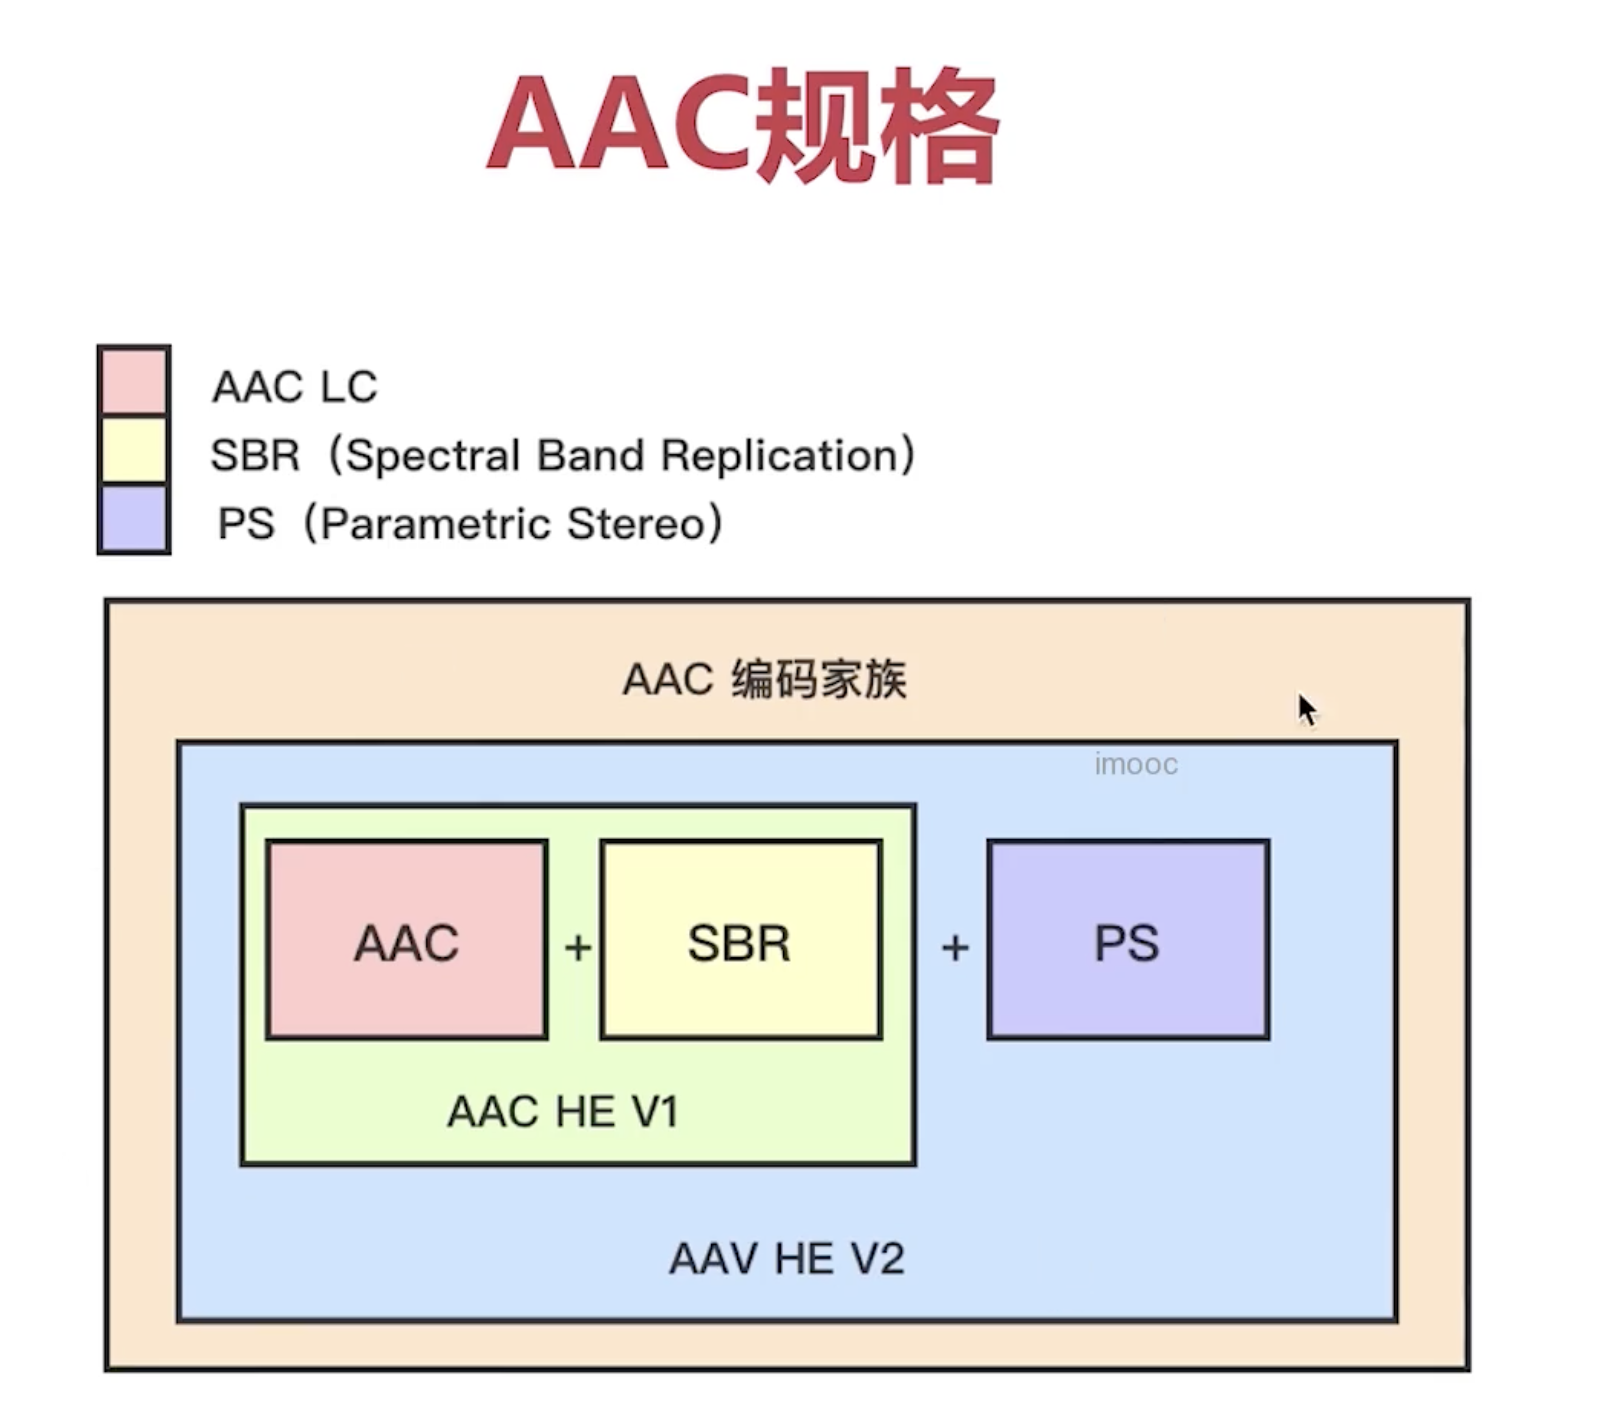 AAC规格
AAC LC
SBR（Spectral Band Replication）
PS（Parametric Stereo）
AAC 编码家族
imooc
AAC + SBR + PS
AAC HE V1
AAV HE V2